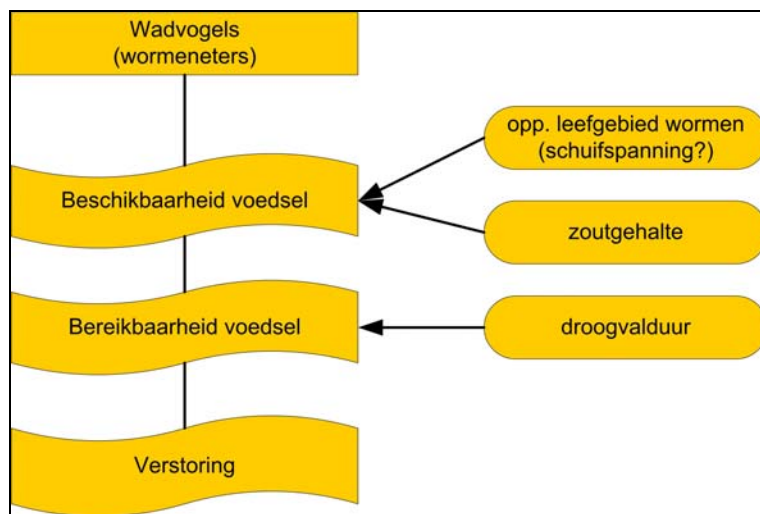 Wadvogels
(wormeneters)
opp. leefgebied wormen
(schuifspanning?)
Beschikbaarheid voedsel
zoutgehalte
Bereikbaarheid voedsel
droogvalduur
Verstoring